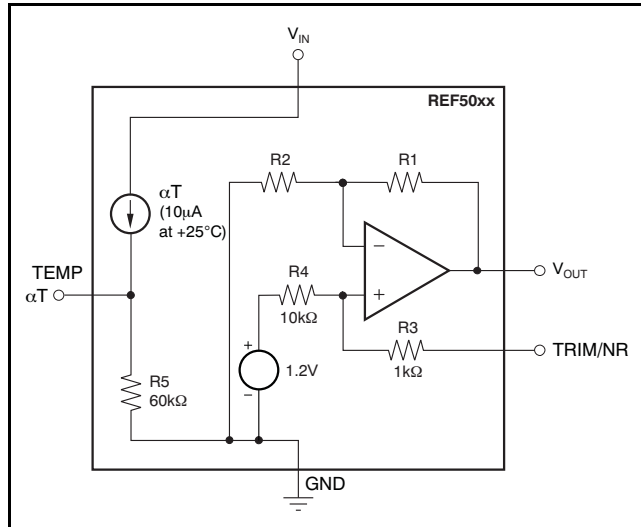 V_IN
REF50xx
R2
R1
αT
(10µA
at +25°C)
TEMP
αT
R4
10kΩ
−
+
V_OUT
R3
1kΩ
TRIM/NR
+
1.2V
−
R5
60kΩ
GND